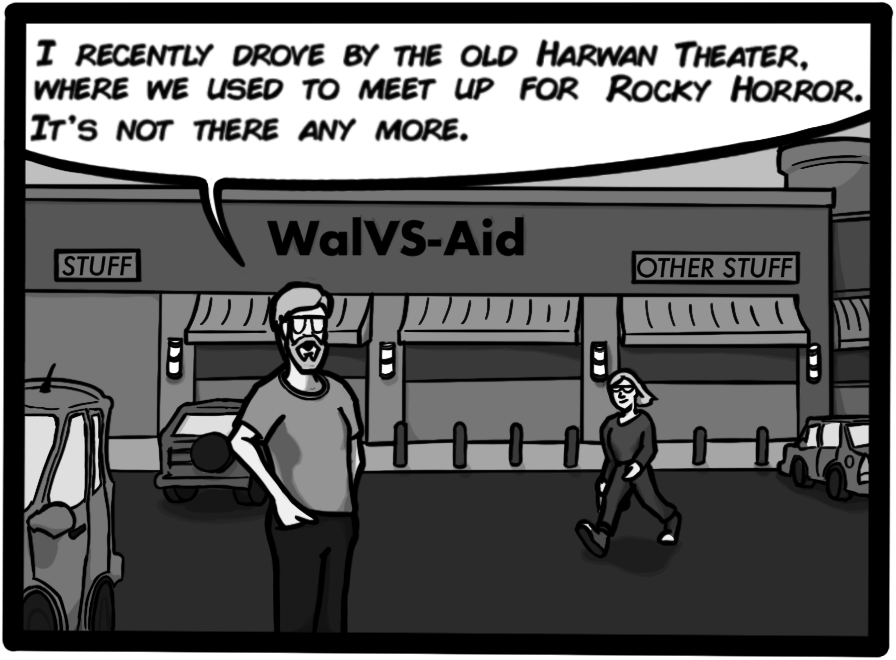 I RECENTLY DROVE BY THE OLD HARWAN THEATER,
WHERE WE USED TO MEET UP FOR ROCKY HORROR.
IT'S NOT THERE ANY MORE.
WalVS-Aid
STUFF
OTHER STUFF